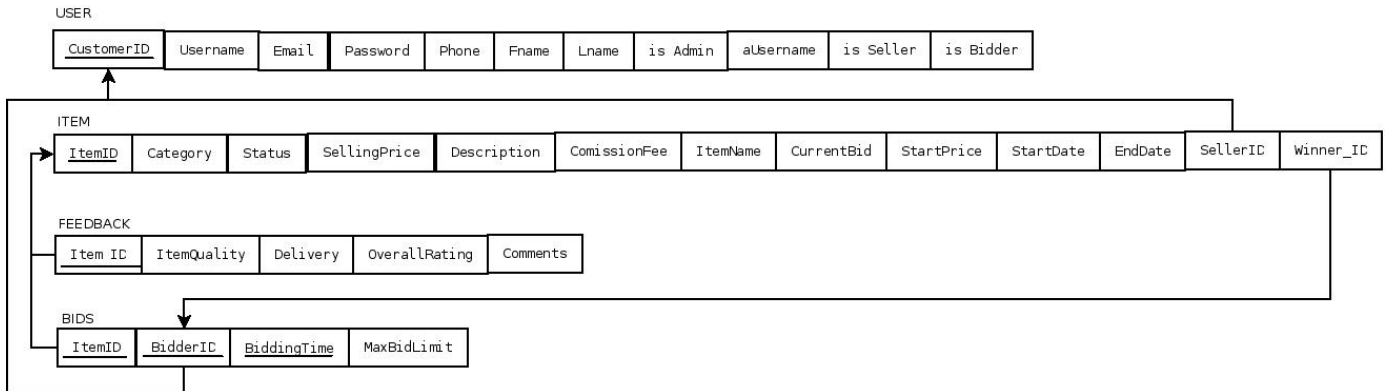 USER
CustomerID Username Email Password Phone Fname Lname is Admin aUsername is Seller is Bidder
ITEM
ItemID Category Status SellingPrice Description ComissionFee ItemName CurrentBid StartPrice StartDate EndDate SellerID Winner_ID
FEEDBACK
Item ID ItemQuality Delivery OverallRating Comments
BIDS
ItemID BidderID BiddingTime MaxBidLimit